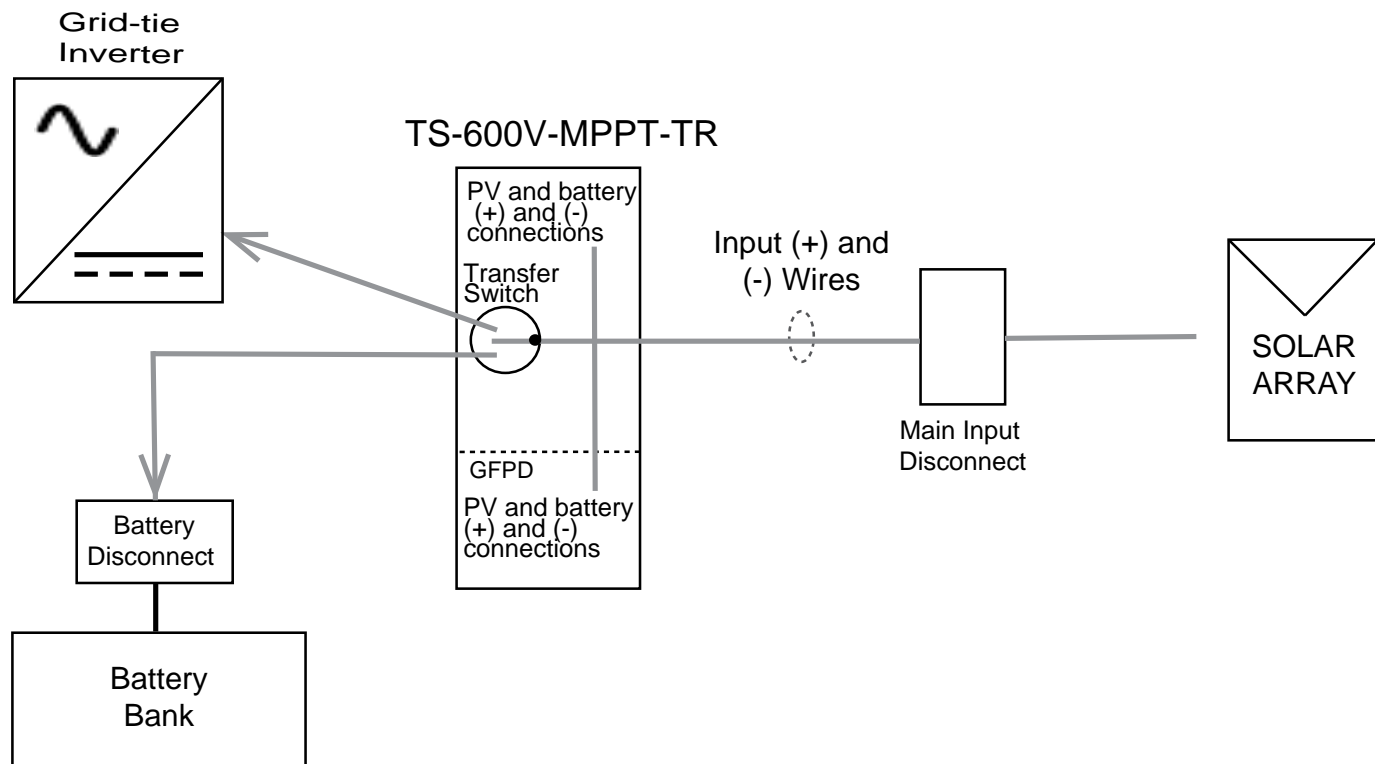 Grid-tie
Inverter
TS-600V-MPPT-TR
PV and battery
(+) and (-)
connections
Transfer
Switch
Input (+) and
(-) Wires
SOLAR
ARRAY
Main Input
Disconnect
GFPD
PV and battery
(+) and (-)
connections
Battery
Disconnect
Battery
Bank